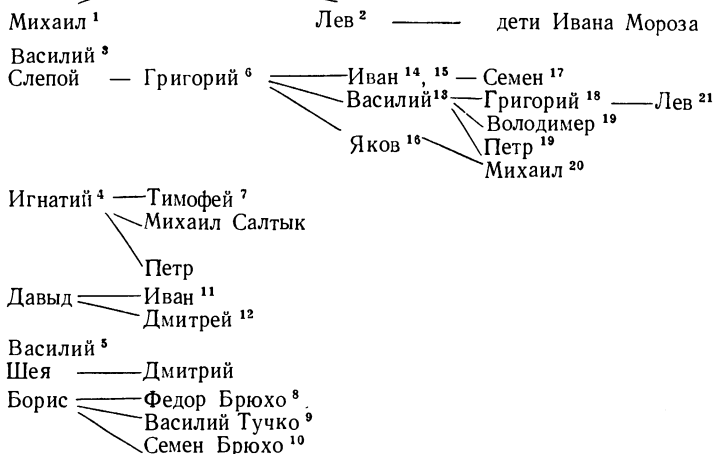 Михаил ¹ Лев ² дети Ивана Мороза
Василий ³
Слепой Григорий ⁶ Иван ¹⁴, ¹⁵ Семен ¹⁷
Василий ¹³ Григорий ¹⁸ Лев ²¹
Володимер ¹⁹
Яков ¹⁶ Петр ¹⁹
Михаил ²⁰
Игнатий ⁴ Тимофей ⁷
Михаил Салтык
Петр
Давыд Иван ¹¹
Дмитрей ¹²
Василий ⁵
Шея Дмитрий
Борис Федор Брюхо ⁸
Василий Тучко ⁹
Семен Брюхо ¹⁰